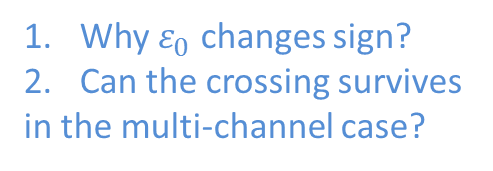 1. Why ε₀ changes sign?
2. Can the crossing survives
in the multi-channel case?